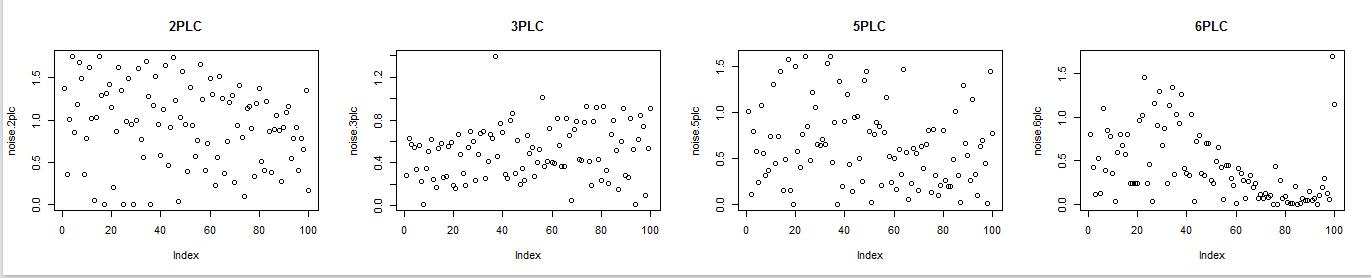 2PLC
noise.2plc
0.0 0.5 1.0 1.5
0 20 40 60 80 100
Index
3PLC
noise.3plc
0.0 0.4 0.8 1.2
0 20 40 60 80 100
Index
5PLC
noise.5plc
0.0 0.5 1.0 1.5
0 20 40 60 80 100
Index
6PLC
noise.6plc
0.0 0.5 1.0 1.5
0 20 40 60 80 100
Index